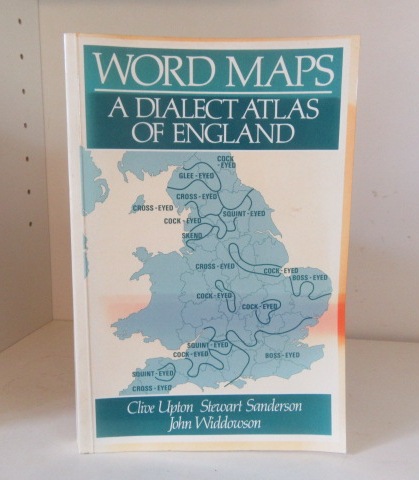 WORD MAPS
A DIALECT ATLAS
OF ENGLAND
COCK
-EYED
GLEE-EYED
CROSS-EYED
CROSS-EYED
SQUINT-EYED
COCK-EYED
SKEND
CROSS-EYED
COCK-EYED
BOSS-EYED
COCK-EYED
COCK-EYED
SQUINT-EYED
COCK-EYED
BOSS-EYED
SQUINT-EYED
CROSS-EYED
Clive Upton Stewart Sanderson
John Widdowson